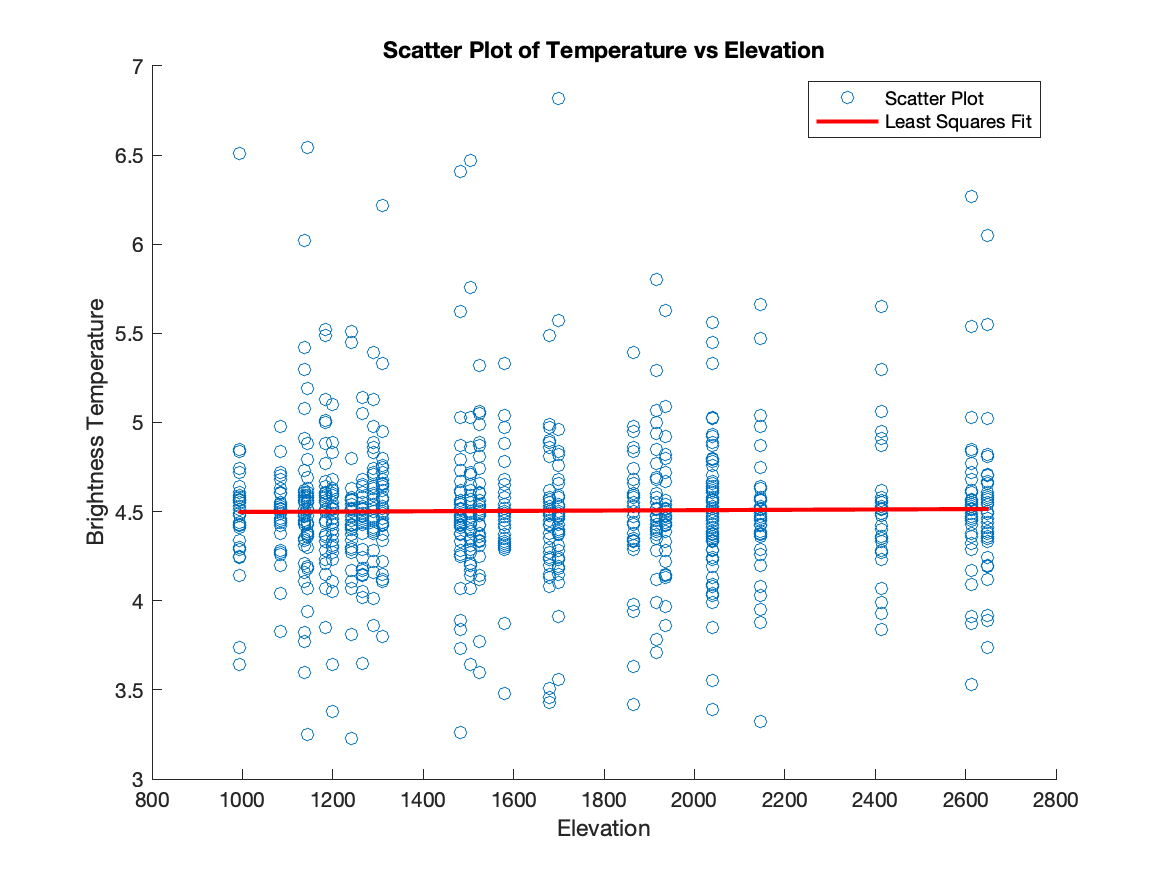 Scatter Plot of Temperature vs Elevation
Scatter Plot
Least Squares Fit
7
6.5
6
5.5
5
4.5
4
3.5
3
Brightness Temperature
800 1000 1200 1400 1600 1800 2000 2200 2400 2600 2800
Elevation